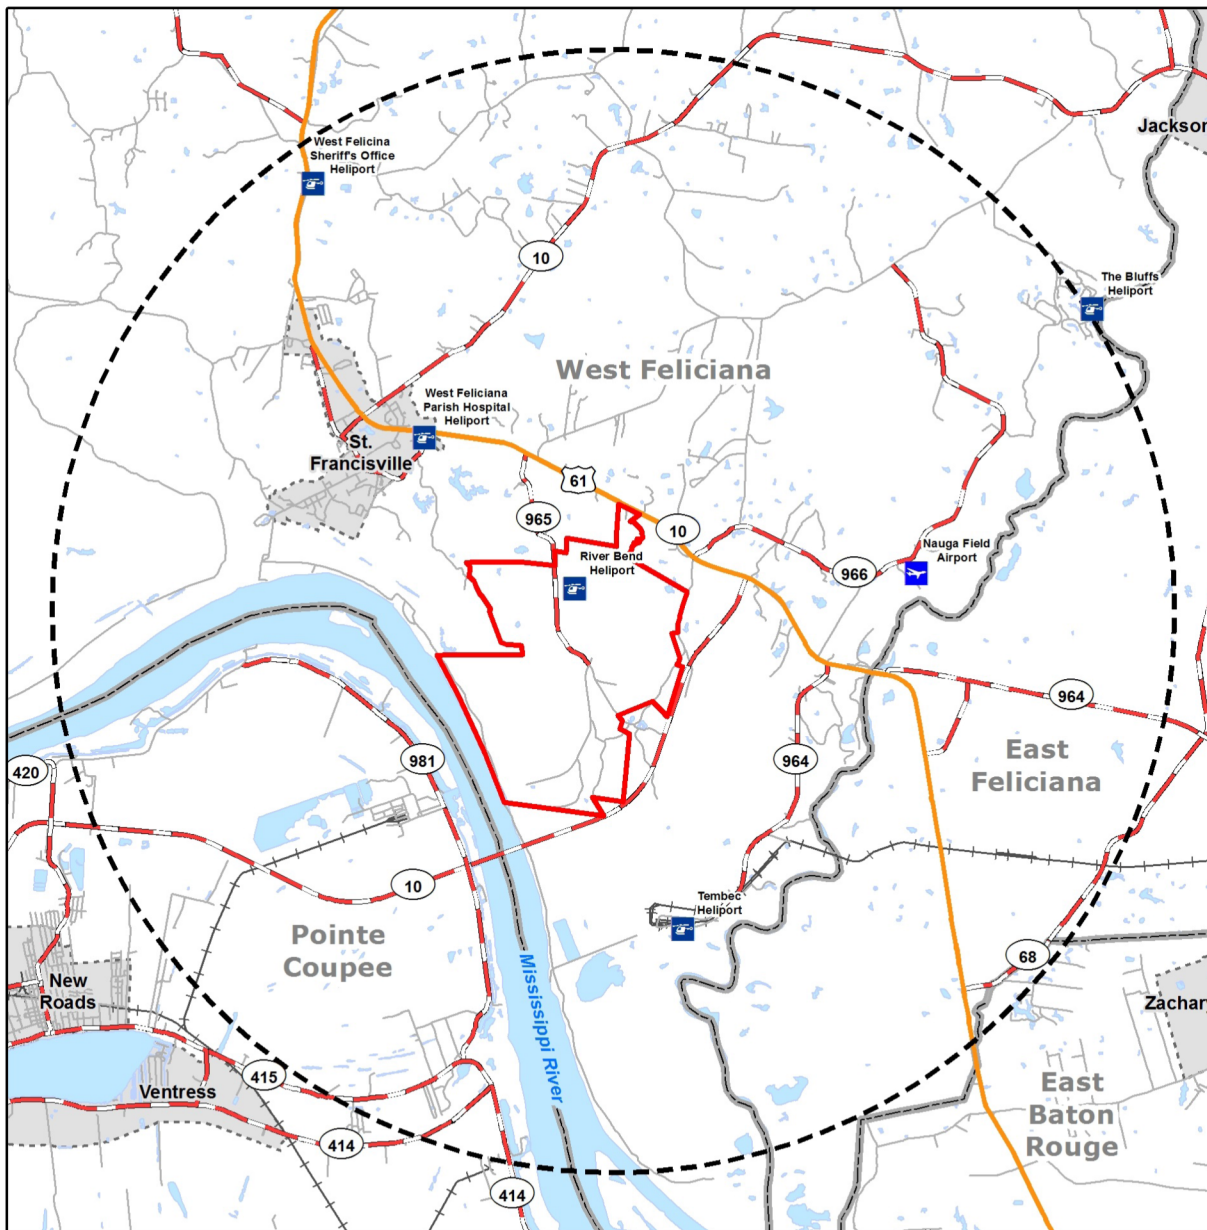 Jackson
West Felicina
Sheriff's Office
Heliport
10
The Bluffs
Heliport
West Feliciana
West Feliciana
Parish Hospital
Heliport
St.
Francisville
61
965
10
River Bend
Heliport
Nauga Field
Airport
966
964
981
420
964
East
Feliciana
10
Tembec
Heliport
Pointe
Coupee
68
New
Roads
Mississippi River
Zachary
415
Ventress
East
Baton
Rouge
414
414